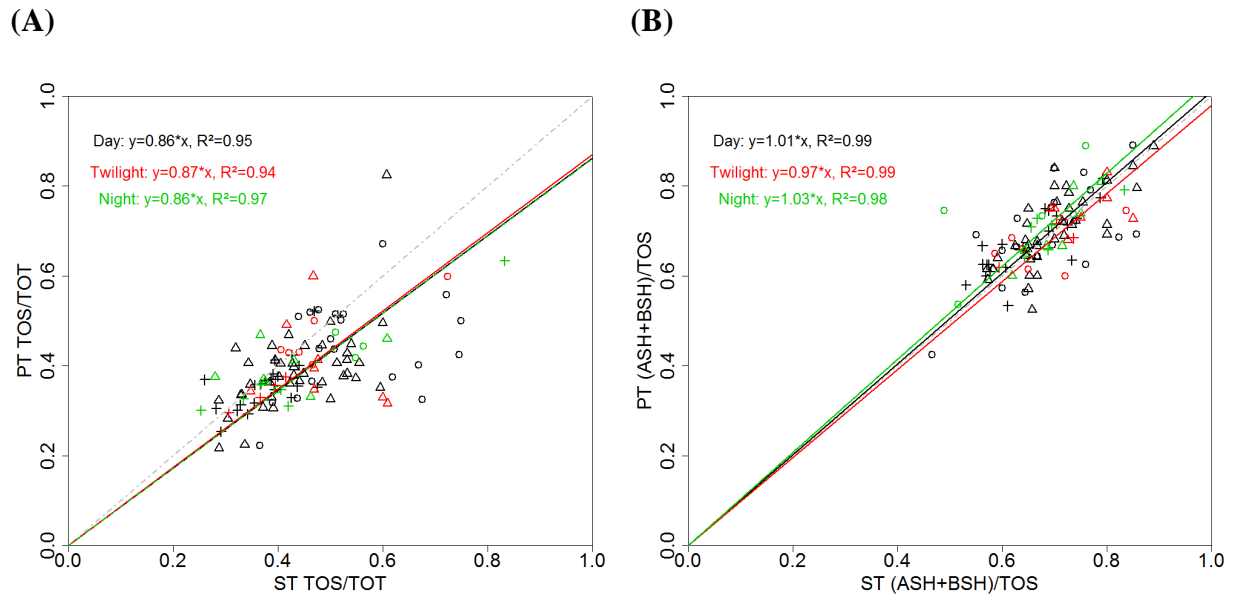 (A)
(B)
1.0
0.8
0.6
0.4
0.2
0.0
PT TOS/TOT
Day: y=0.86*x, R²=0.95
Twilight: y=0.87*x, R²=0.94
Night: y=0.86*x, R²=0.97
0.0 0.2 0.4 0.6 0.8 1.0
ST TOS/TOT
1.0
0.8
0.6
0.4
0.2
0.0
PT (ASH+BSH)/TOS
Day: y=1.01*x, R²=0.99
Twilight: y=0.97*x, R²=0.99
Night: y=1.03*x, R²=0.98
0.0 0.2 0.4 0.6 0.8 1.0
ST (ASH+BSH)/TOS